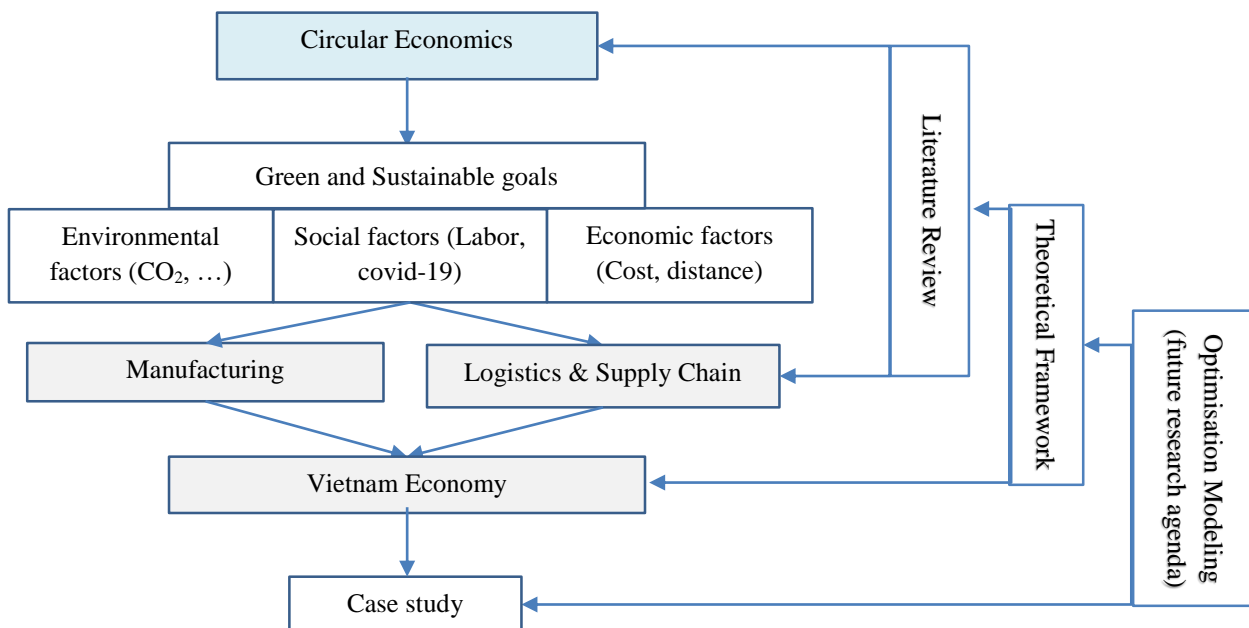 Circular Economics
Green and Sustainable goals
Environmental
factors (CO₂, …)
Social factors (Labor,
covid-19)
Economic factors
(Cost, distance)
Manufacturing
Logistics & Supply Chain
Vietnam Economy
Case study
Literature Review
Theoretical Framework
Optimisation Modeling
(future research agenda)